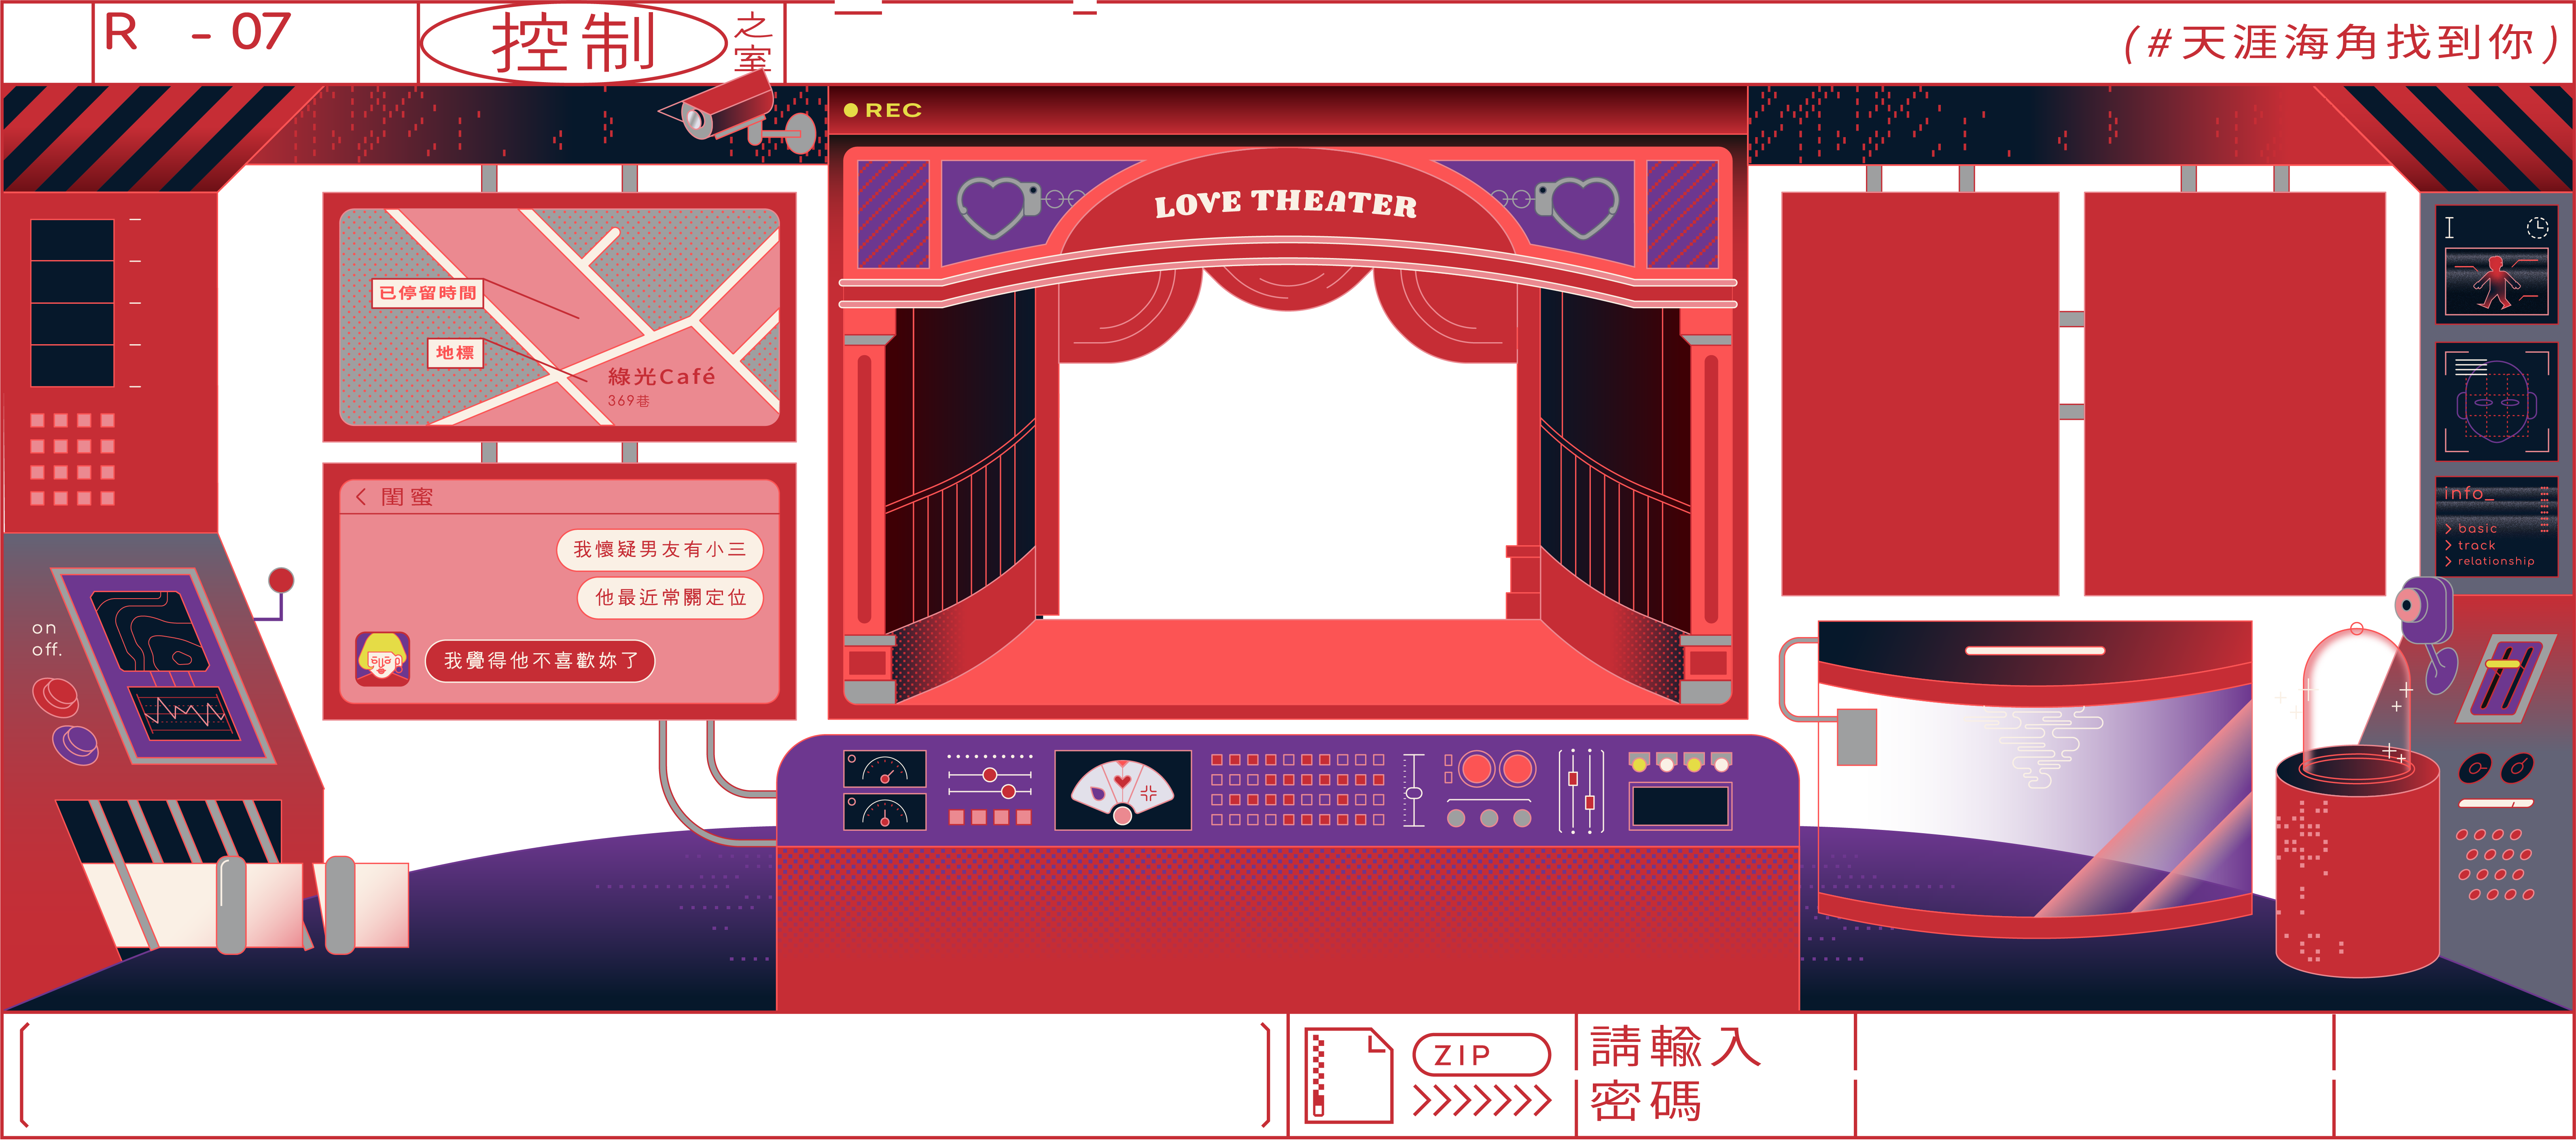 R - 07
控制之室
(#天涯海角找到你)
REC
LOVE THEATER
已停留時間
地標
綠光Café
369巷
閨蜜
我懷疑男友有小三
他最近常關定位
我覺得他不喜歡妳了
on
off.
info_
> basic
> track
> relationship
ZIP
請輸入
密碼